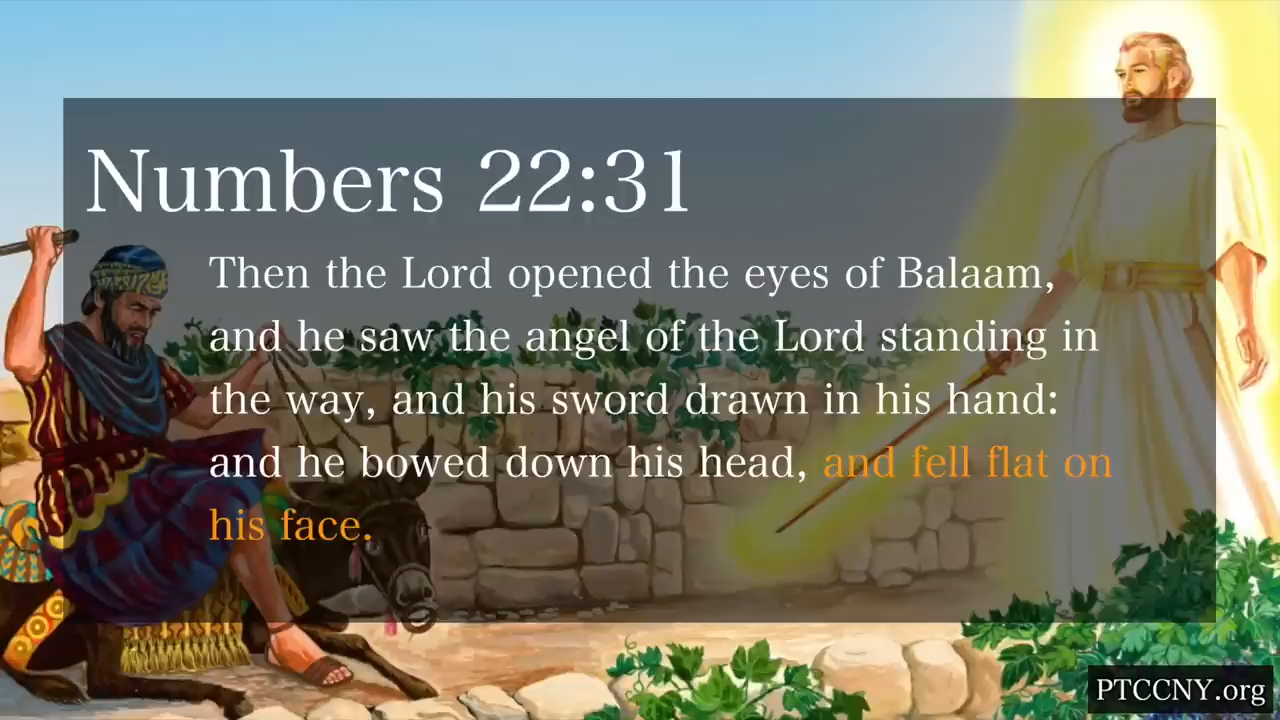 Numbers 22:31
Then the Lord opened the eyes of Balaam,
and he saw the angel of the Lord standing in
the way, and his sword drawn in his hand:
and he bowed down his head, and fell flat on
his face.
PTCCNY.org